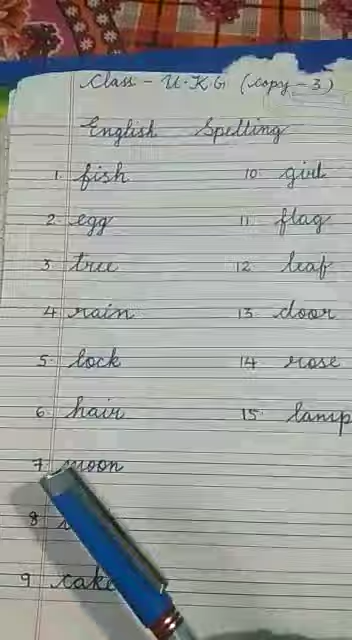 Class - U.K.G (copy - 3)
English Spelling
1. fish 10. girl
2. egg 11. flag
3. tree 12. leaf
4. rain 13. door
5. lock 14. rose
6. hair 15. lamp
7. moon
8
9 cake